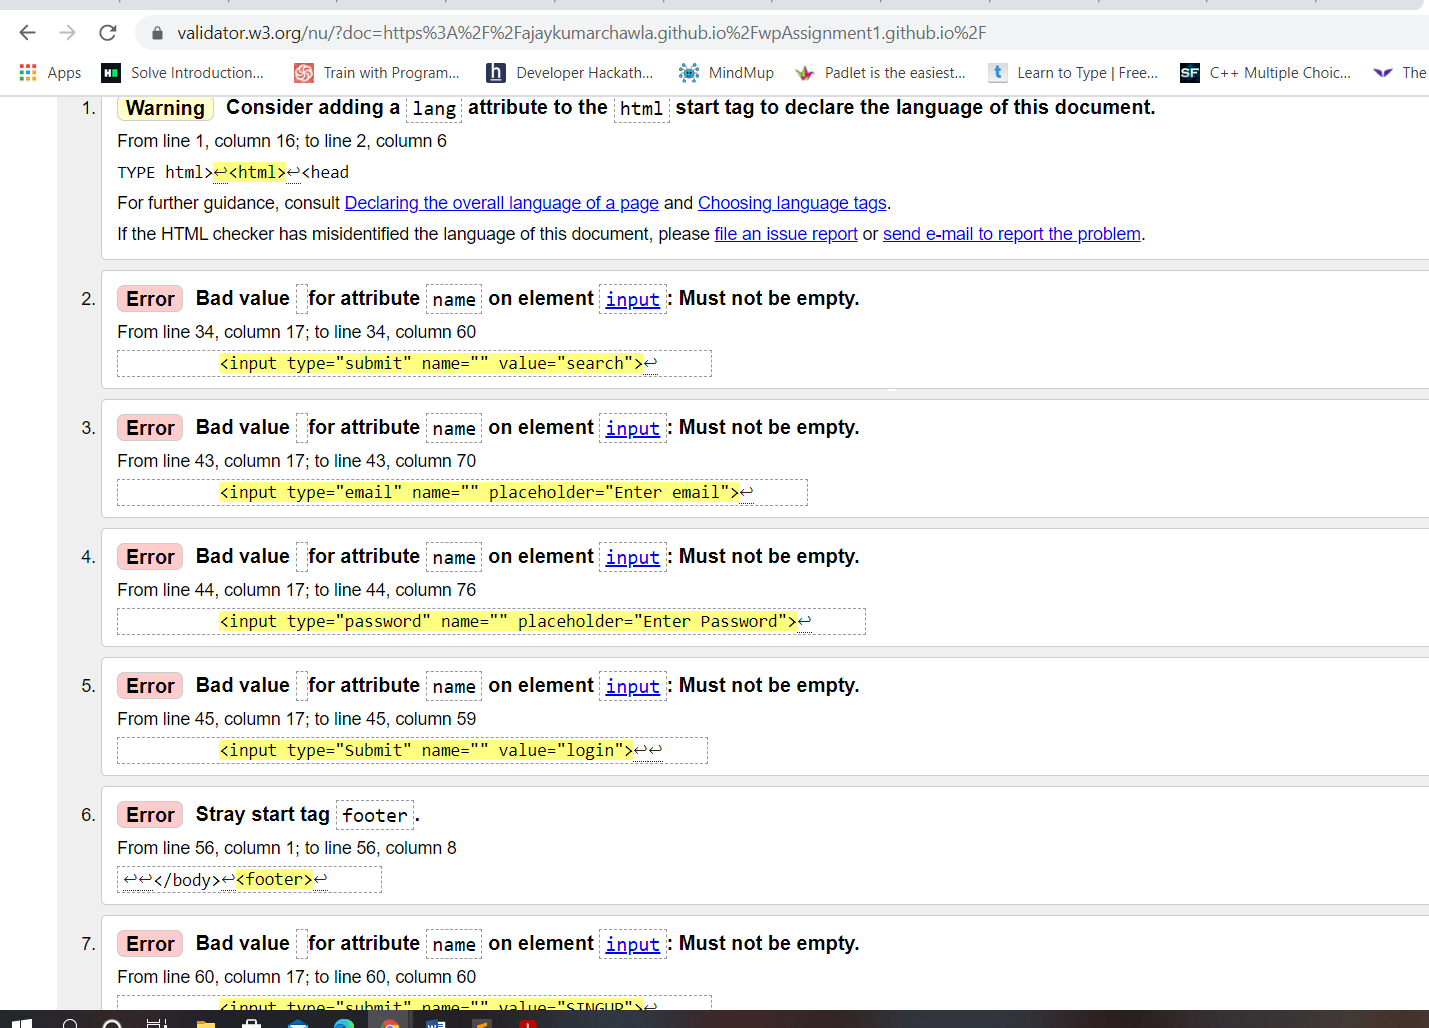 validator.w3.org/nu/?doc=https%3A%2F%2Fajaykumarchawla.github.io%2FwpAssignment1.github.io%2F
Apps Solve Introduction... Train with Program... Developer Hackath... MindMup Padlet is the easiest... Learn to Type | Free... C++ Multiple Choic... The
1. Warning Consider adding a lang attribute to the html start tag to declare the language of this document.
From line 1, column 16; to line 2, column 6
TYPE html>↩<html>↩<head
For further guidance, consult Declaring the overall language of a page and Choosing language tags.
If the HTML checker has misidentified the language of this document, please file an issue report or send e-mail to report the problem.
2. Error Bad value for attribute name on element input: Must not be empty.
From line 34, column 17; to line 34, column 60
<input type="submit" name="" value="search">↩
3. Error Bad value for attribute name on element input: Must not be empty.
From line 43, column 17; to line 43, column 70
<input type="email" name="" placeholder="Enter email">↩
4. Error Bad value for attribute name on element input: Must not be empty.
From line 44, column 17; to line 44, column 76
<input type="password" name="" placeholder="Enter Password">↩
5. Error Bad value for attribute name on element input: Must not be empty.
From line 45, column 17; to line 45, column 59
<input type="Submit" name="" value="login">↩↩
6. Error Stray start tag footer.
From line 56, column 1; to line 56, column 8
↩↩</body>↩<footer>↩
7. Error Bad value for attribute name on element input: Must not be empty.
From line 60, column 17; to line 60, column 60
<input type="submit" name="" value="SINGUP">↩